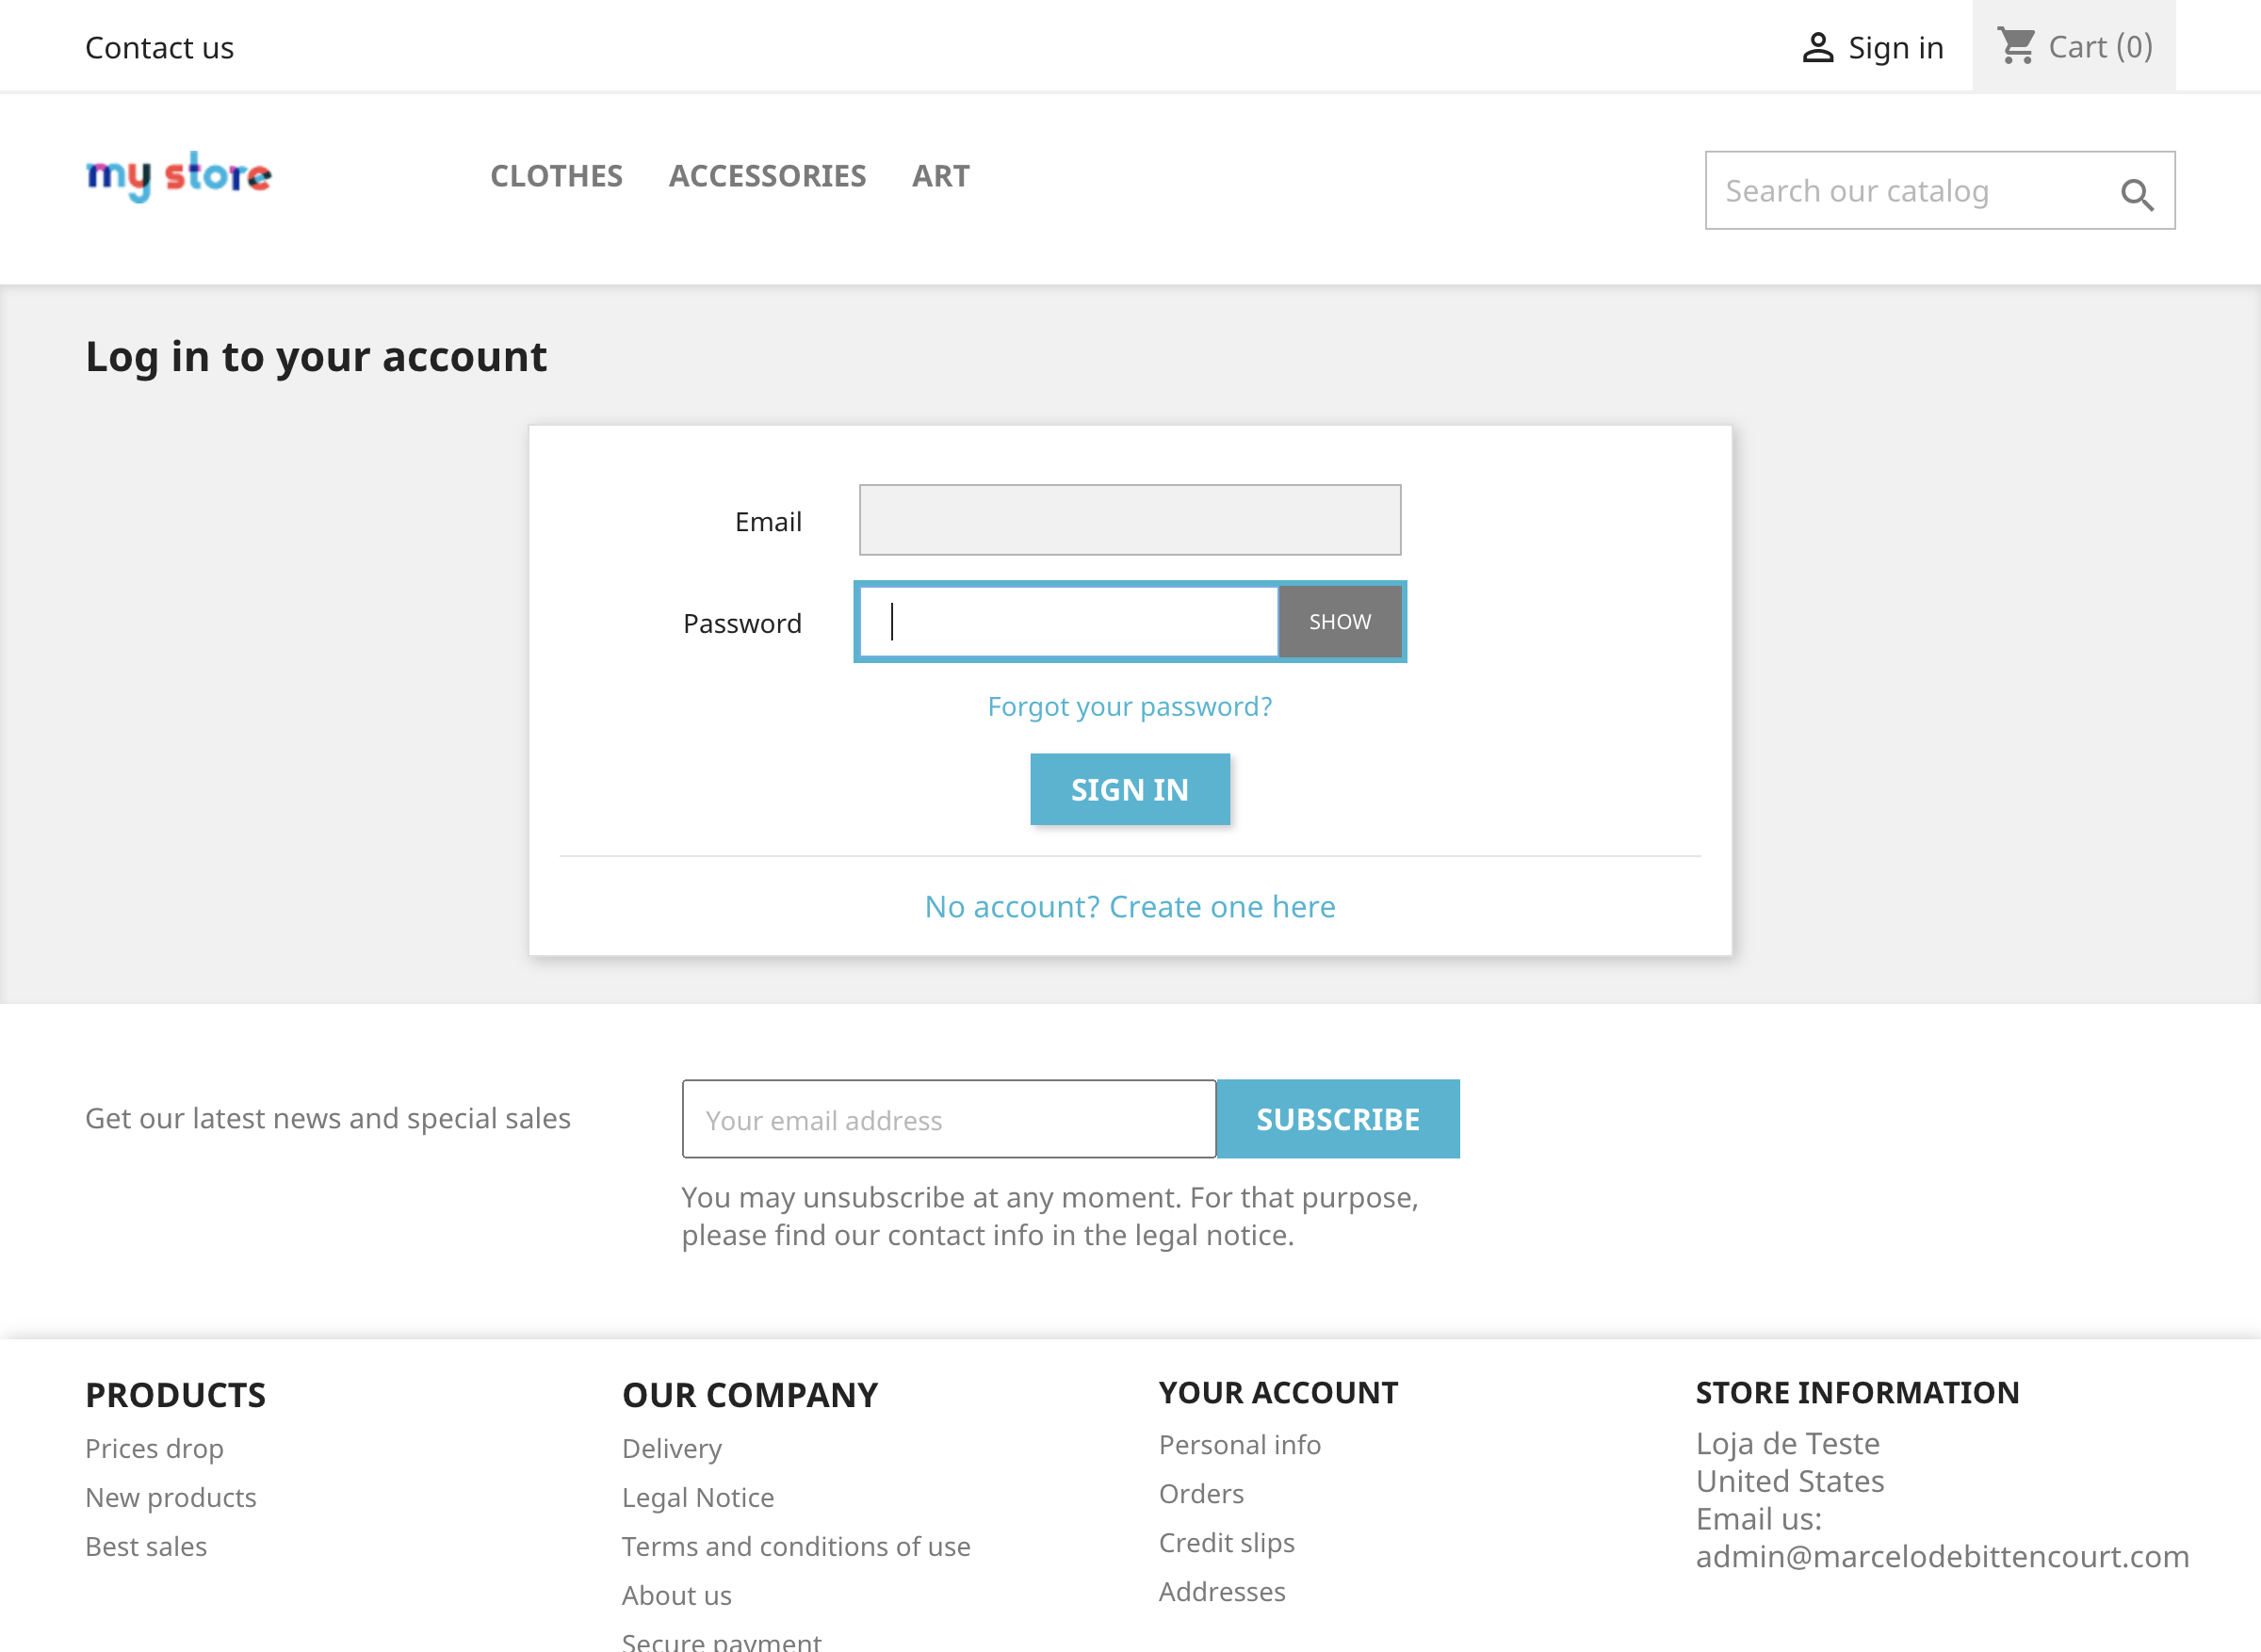 Contact us
Sign in
Cart (0)
my store
CLOTHES ACCESSORIES ART
Search our catalog
Log in to your account
Email
Password
SHOW
Forgot your password?
SIGN IN
No account? Create one here
Get our latest news and special sales
Your email address
SUBSCRIBE
You may unsubscribe at any moment. For that purpose,
please find our contact info in the legal notice.
PRODUCTS
Prices drop
New products
Best sales
OUR COMPANY
Delivery
Legal Notice
Terms and conditions of use
About us
Secure payment
YOUR ACCOUNT
Personal info
Orders
Credit slips
Addresses
STORE INFORMATION
Loja de Teste
United States
Email us:
admin@marcelodebittencourt.com